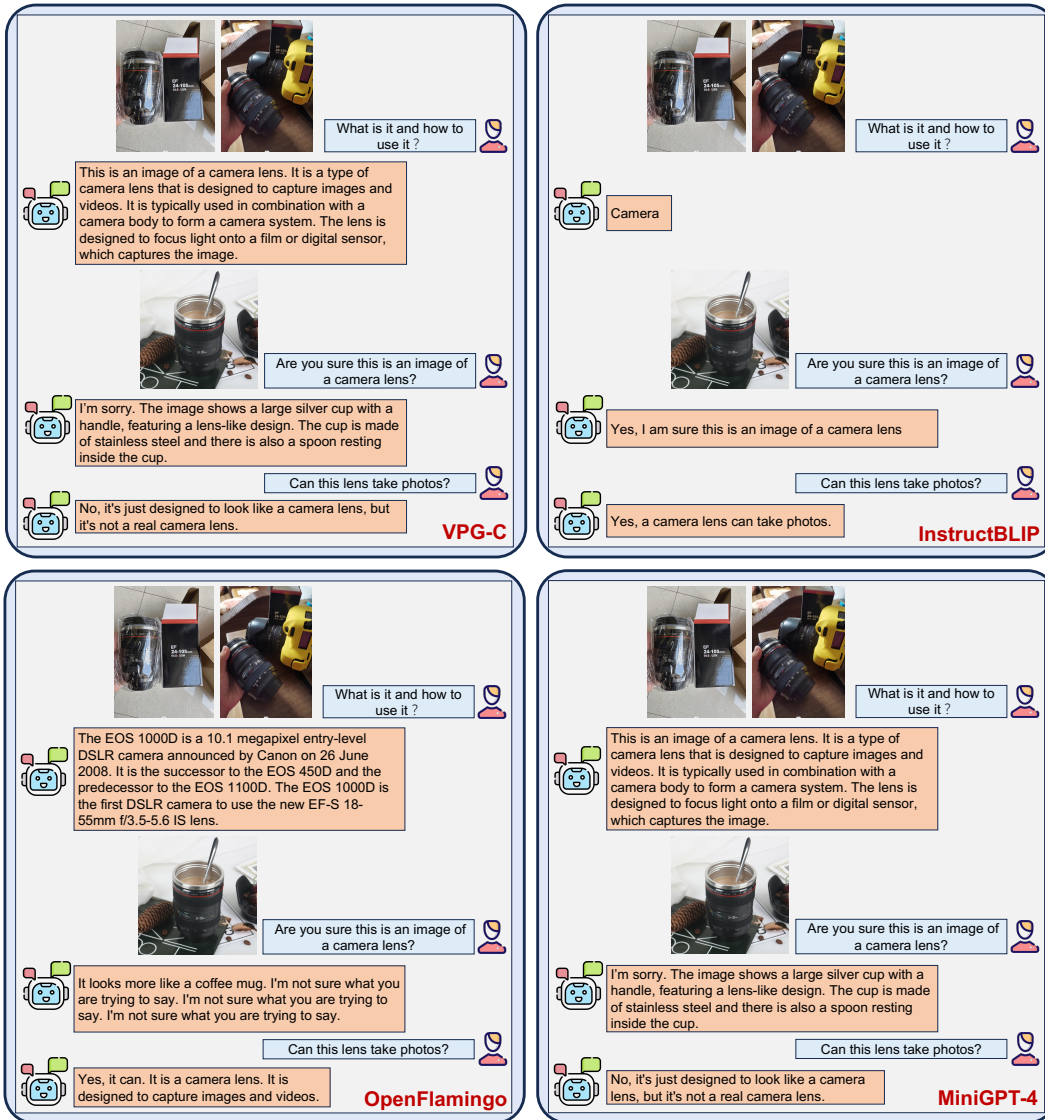 EF
24-105mm
What is it and how to
use it？
This is an image of a camera lens. It is a type of
camera lens that is designed to capture images and
videos. It is typically used in combination with a
camera body to form a camera system. The lens is
designed to focus light onto a film or digital sensor,
which captures the image.
Are you sure this is an image of
a camera lens?
I'm sorry. The image shows a large silver cup with a
handle, featuring a lens-like design. The cup is made
of stainless steel and there is also a spoon resting
inside the cup.
Can this lens take photos?
No, it's just designed to look like a camera lens, but
it's not a real camera lens.
VPG-C
EF
24-105mm
What is it and how to
use it？
Camera
Are you sure this is an image of
a camera lens?
Yes, I am sure this is an image of a camera lens
Can this lens take photos?
Yes, a camera lens can take photos.
InstructBLIP
EF
24-105mm
What is it and how to
use it？
The EOS 1000D is a 10.1 megapixel entry-level
DSLR camera announced by Canon on 26 June
2008. It is the successor to the EOS 450D and the
predecessor to the EOS 1100D. The EOS 1000D is
the first DSLR camera to use the new EF-S 18-
55mm f/3.5-5.6 IS lens.
Are you sure this is an image of
a camera lens?
It looks more like a coffee mug. I'm not sure what you
are trying to say. I'm not sure what you are trying to
say. I'm not sure what you are trying to say.
Can this lens take photos?
Yes, it can. It is a camera lens. It is
designed to capture images and videos.
OpenFlamingo
EF
24-105mm
What is it and how to
use it？
This is an image of a camera lens. It is a type of
camera lens that is designed to capture images and
videos. It is typically used in combination with a
camera body to form a camera system. The lens is
designed to focus light onto a film or digital sensor,
which captures the image.
Are you sure this is an image of
a camera lens?
I'm sorry. The image shows a large silver cup with a
handle, featuring a lens-like design. The cup is made
of stainless steel and there is also a spoon resting
inside the cup.
Can this lens take photos?
No, it's just designed to look like a camera
lens, but it's not a real camera lens.
MiniGPT-4